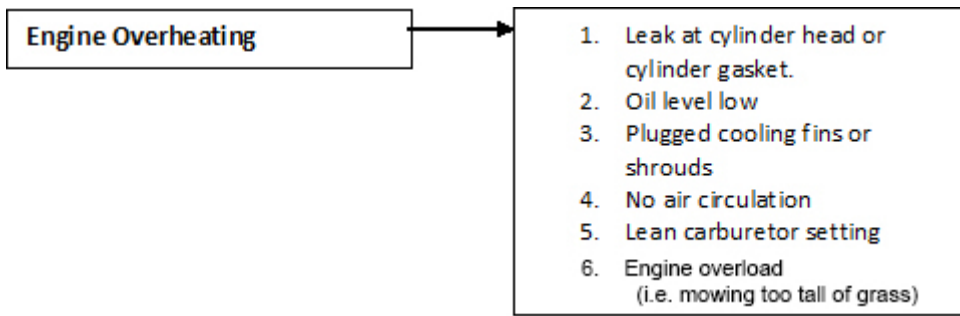 Engine Overheating
1. Leak at cylinder head or
cylinder gasket.
2. Oil level low
3. Plugged cooling fins or
shrouds
4. No air circulation
5. Lean carburetor setting
6. Engine overload
(i.e. mowing too tall of grass)